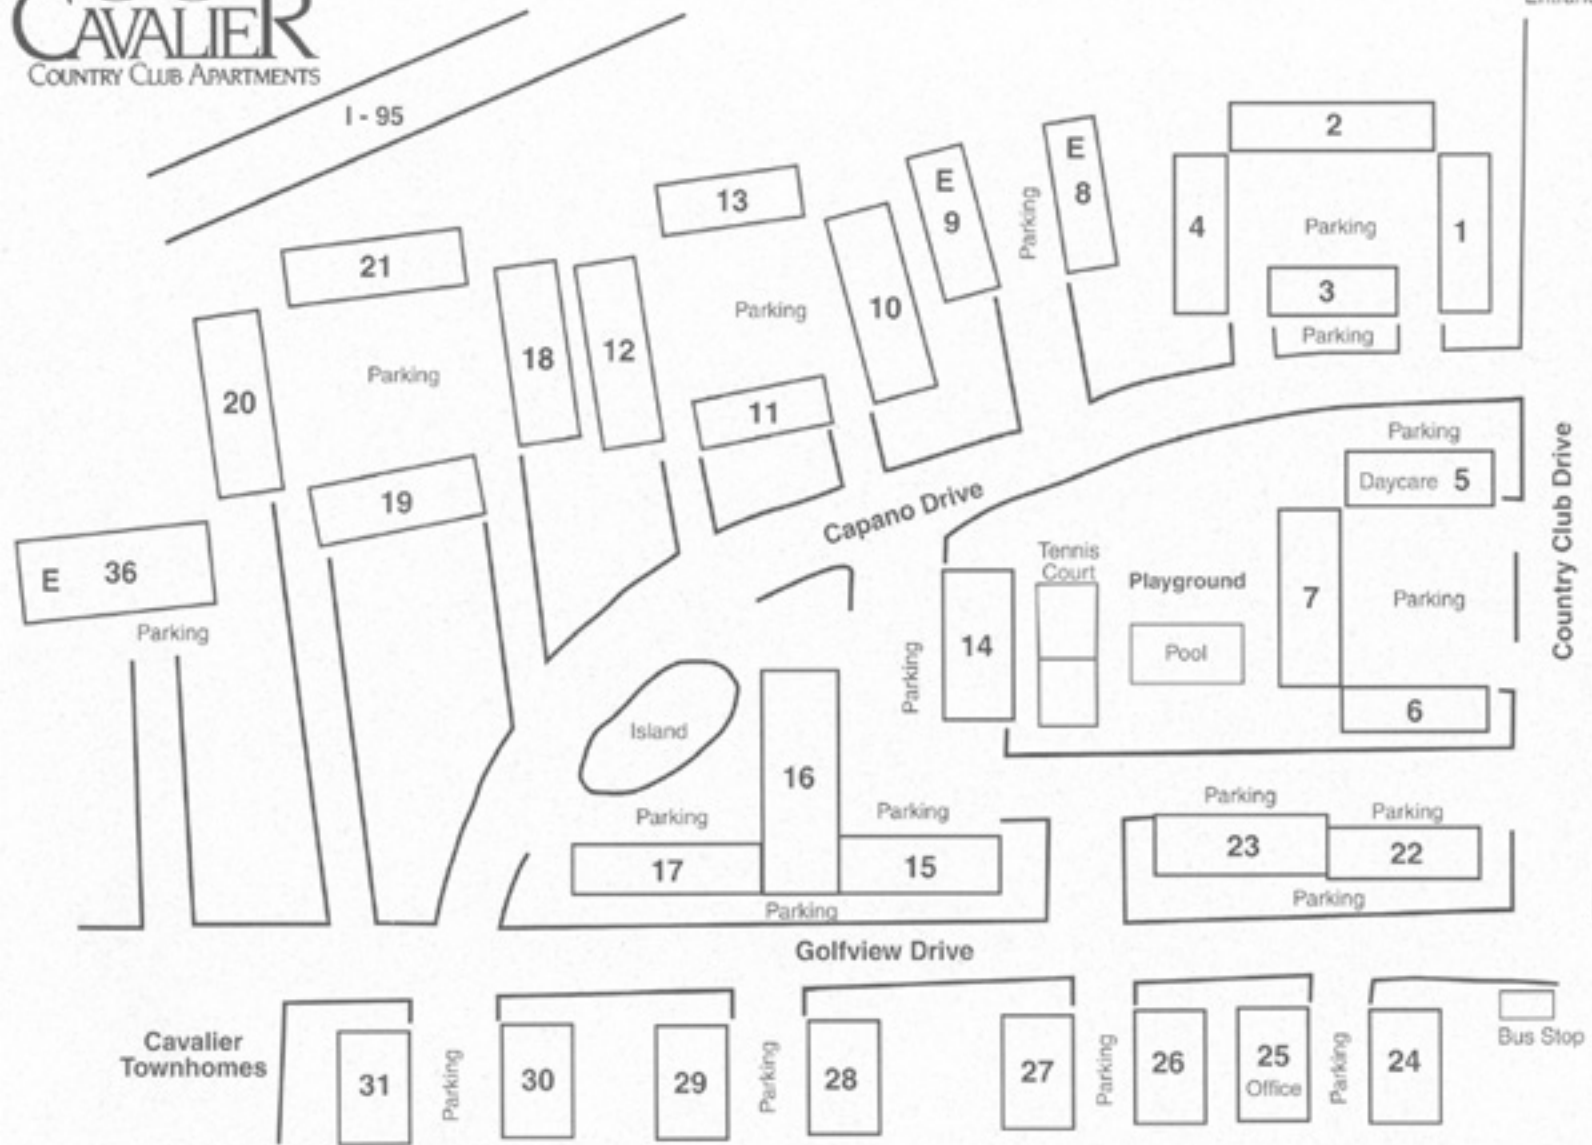 CAVALIER
COUNTRY CLUB APARTMENTS
I - 95
2
E
8
E
9
13
4
Parking
1
Parking
3
Parking
21
10
Parking
18
12
20
Parking
11
19
Capano Drive
Parking
Daycare 5
Country Club Drive
E 36
Parking
Tennis
Court
Playground
Pool
7
Parking
14
Parking
6
Island
16
Parking
Parking
17
15
Parking
Parking
Parking
23
22
Parking
Golfview Drive
Cavalier
Townhomes
31
Parking
30
29
Parking
28
27
Parking
26
25
Office
Parking
24
Bus Stop